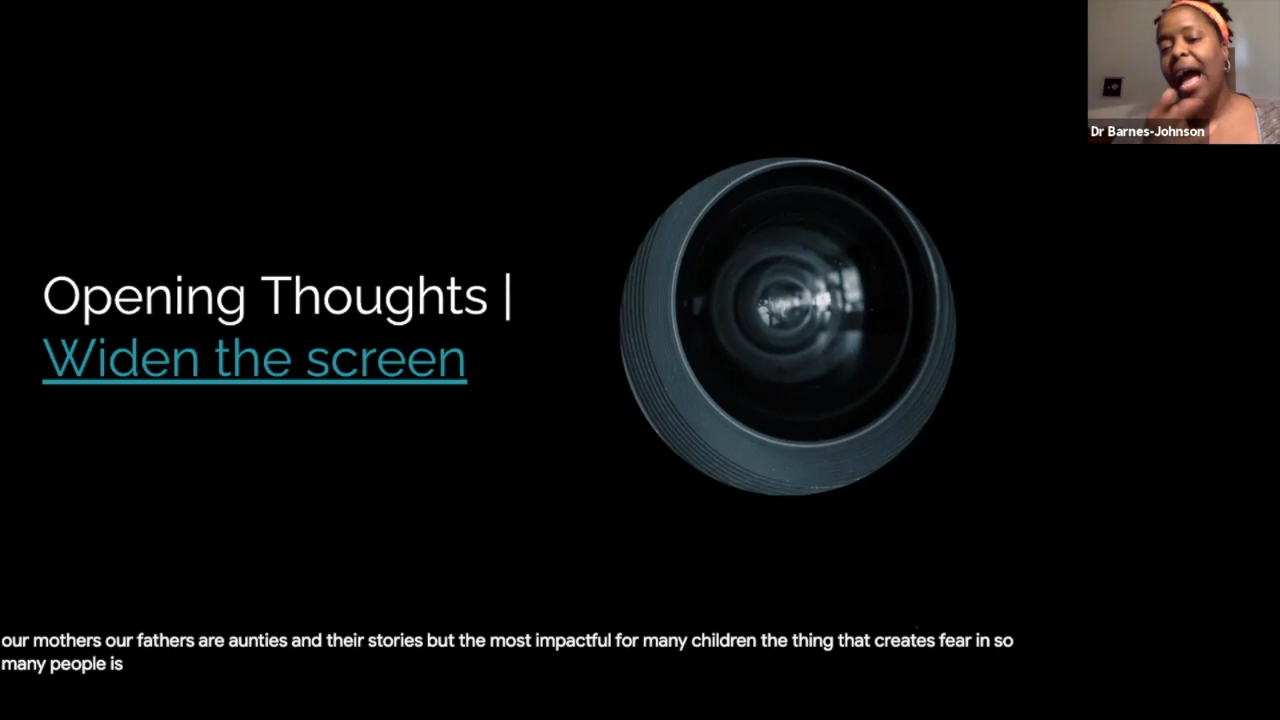 Dr Barnes-Johnson
Opening Thoughts |
Widen the screen
our mothers our fathers are aunties and their stories but the most impactful for many children the thing that creates fear in so
many people is